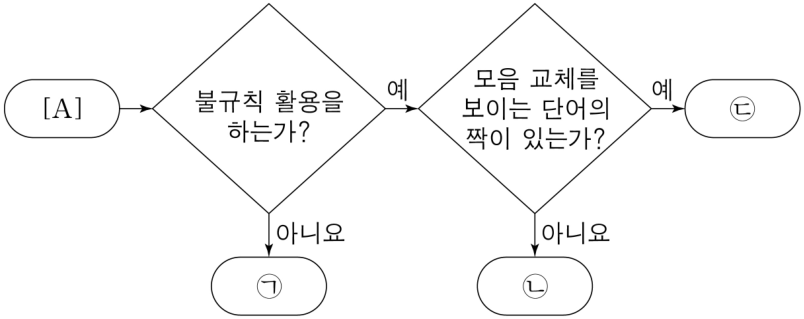 [A]
불규칙 활용을
하는가?
예
모음 교체를
보이는 단어의
짝이 있는가?
예
㉢
아니요
㉠
아니요
㉡